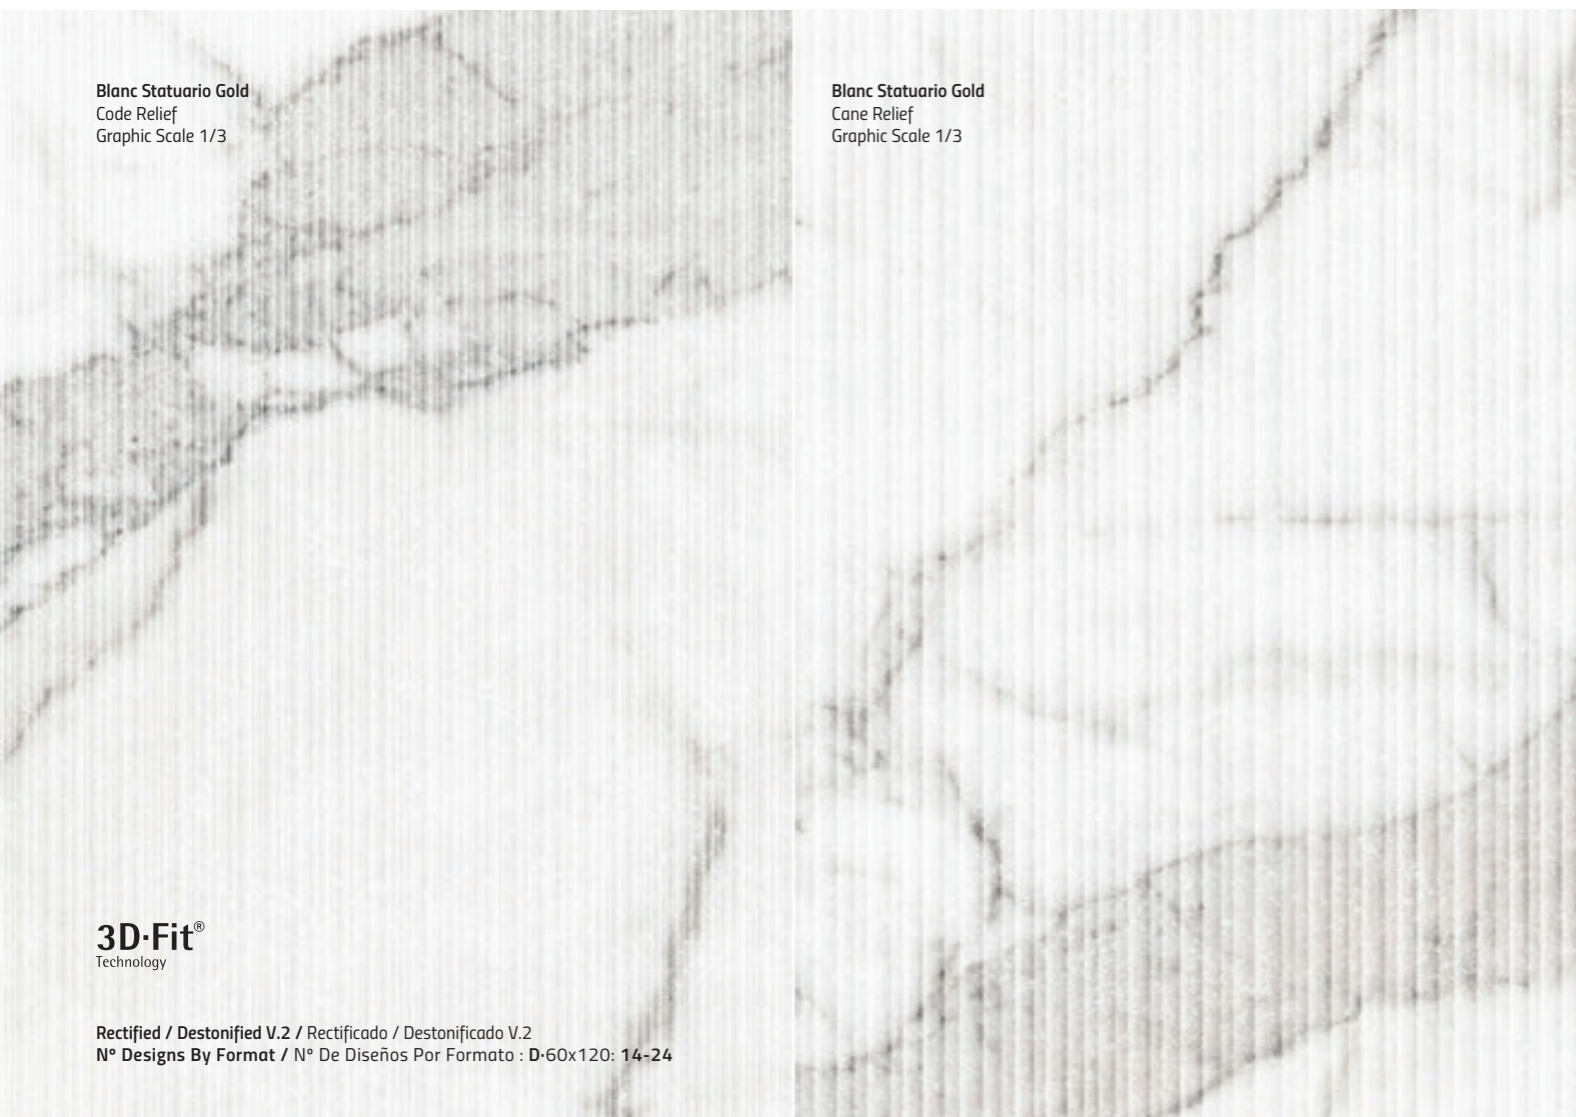 Blanc Statuario Gold
Code Relief
Graphic Scale 1/3
Blanc Statuario Gold
Cane Relief
Graphic Scale 1/3
3D·Fit®
Technology
Rectified / Destonified V.2 / Rectificado / Destonificado V.2
Nº Designs By Format / Nº De Diseños Por Formato : D·60x120: 14-24